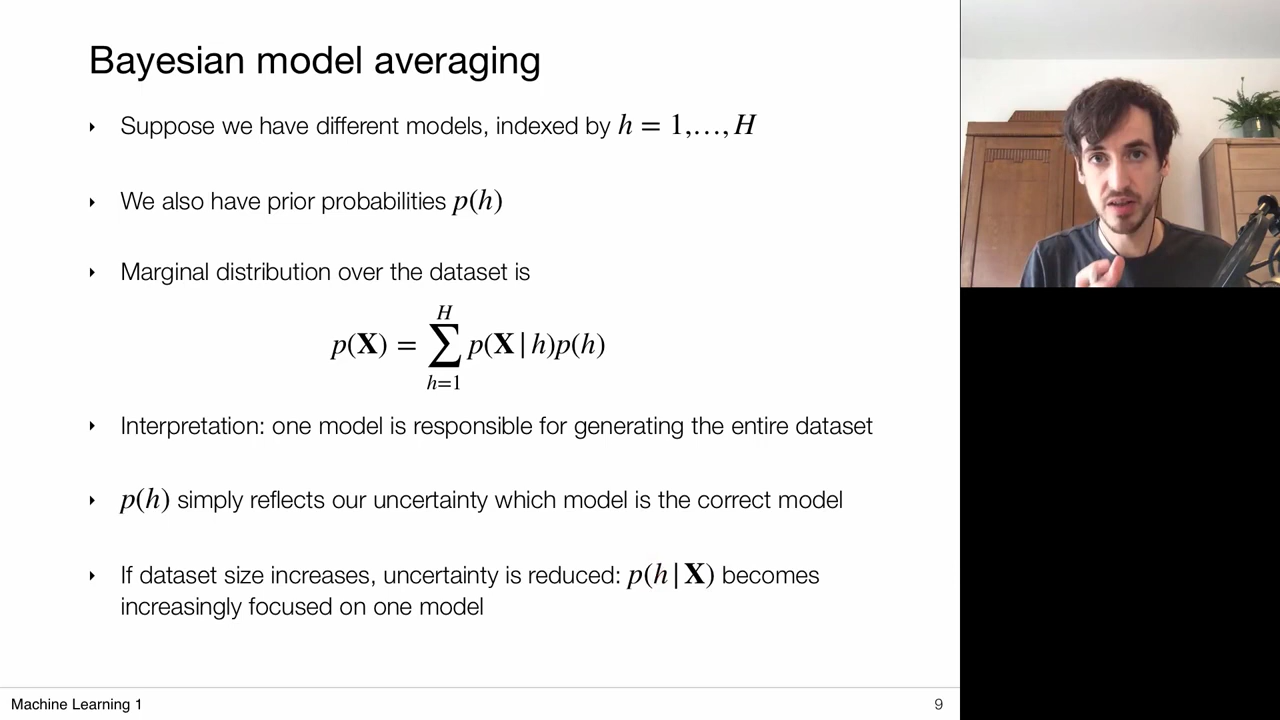 Bayesian model averaging
‣ Suppose we have different models, indexed by h = 1,…, H
‣ We also have prior probabilities p(h)
‣ Marginal distribution over the dataset is
p(X) = ∑_{h=1}^{H} p(X | h)p(h)
‣ Interpretation: one model is responsible for generating the entire dataset
‣ p(h) simply reflects our uncertainty which model is the correct model
‣ If dataset size increases, uncertainty is reduced: p(h | X) becomes
increasingly focused on one model
Machine Learning 1
9